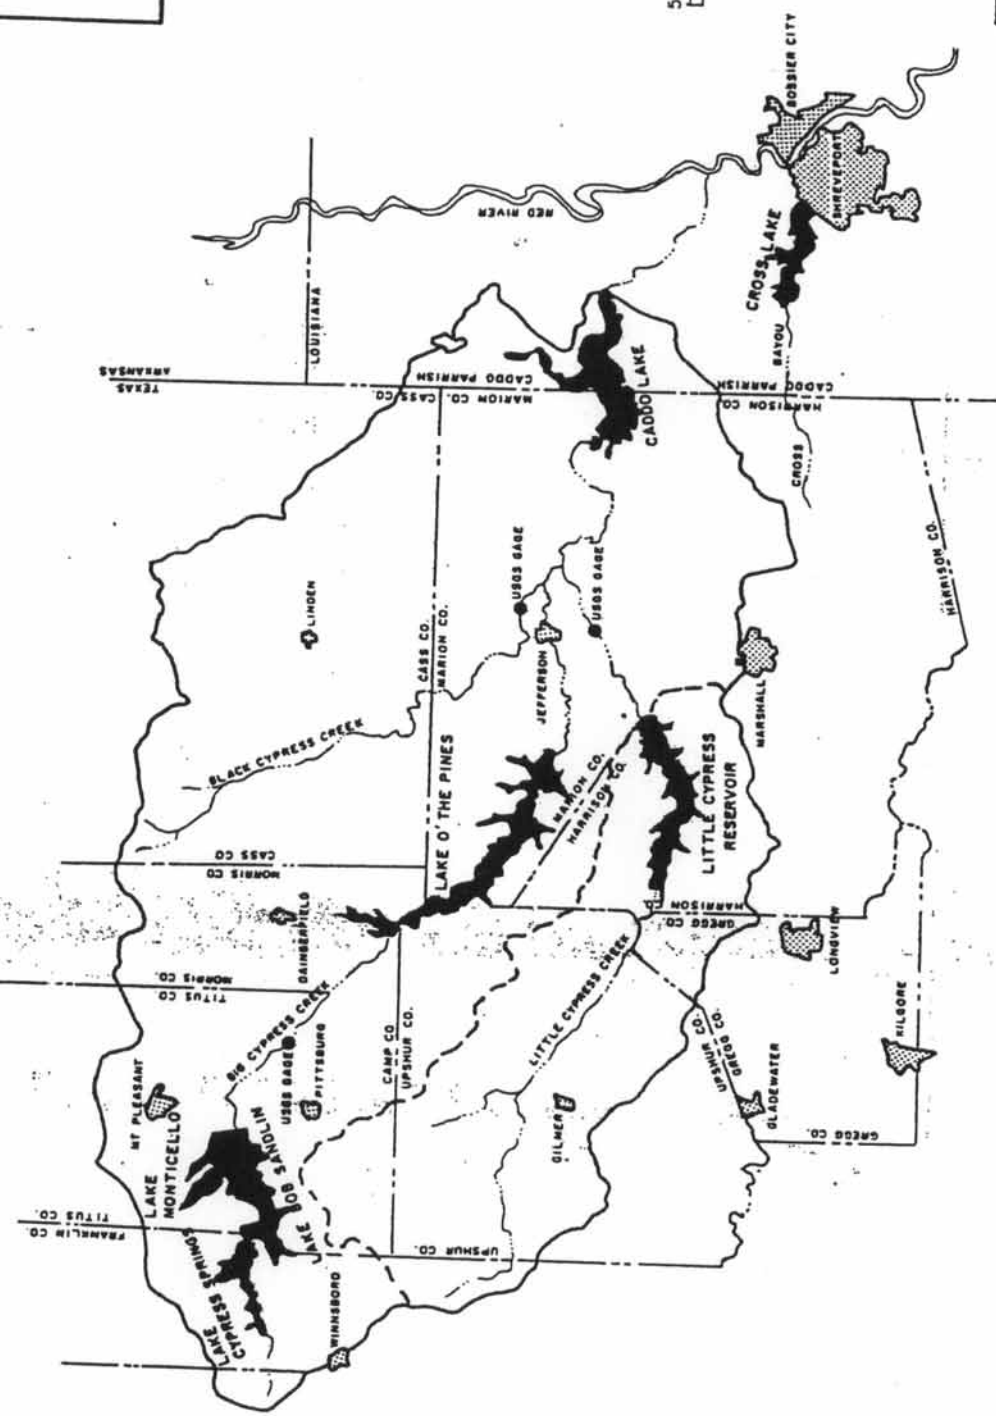 ARKANSAS
TEXAS
LOUISIANA
RED RIVER
BOSSIER CITY
SHREVEPORT
CROSS LAKE
BAYOU
CROSS
CADDO PARRISH
HARRISON CO.
CADDO PARRISH
MARION CO. CASS CO.
CADDO LAKE
USGS GAGE
USGS GAGE
LINDEN
CASS CO.
MARION CO.
JEFFERSON
BLACK CYPRESS CREEK
MARSHALL
HARRISON CO.
LAKE O' THE PINES
MARION CO.
HARRISON CO.
LITTLE CYPRESS
RESERVOIR
CASS CO
MORRIS CO
DAINGERFIELD
HARRISON CO
GREGG CO.
LONGVIEW
MORRIS CO.
TITUS CO.
BIG CYPRESS CREEK
LITTLE CYPRESS CREEK
CAMP CO.
UPSHUR CO.
UPSHUR CO.
GREGG CO.
KILGORE
MT PLEASANT
USGS GAGE
PITTSBURG
GILMER
GLADEWATER
GREGG CO.
LAKE
MONTICELLO
LAKE BOB SANDLIN
TITUS CO.
FRANKLIN CO.
UPSHUR CO.
LAKE
CYPRESS SPRINGS
WINNSBORO
5